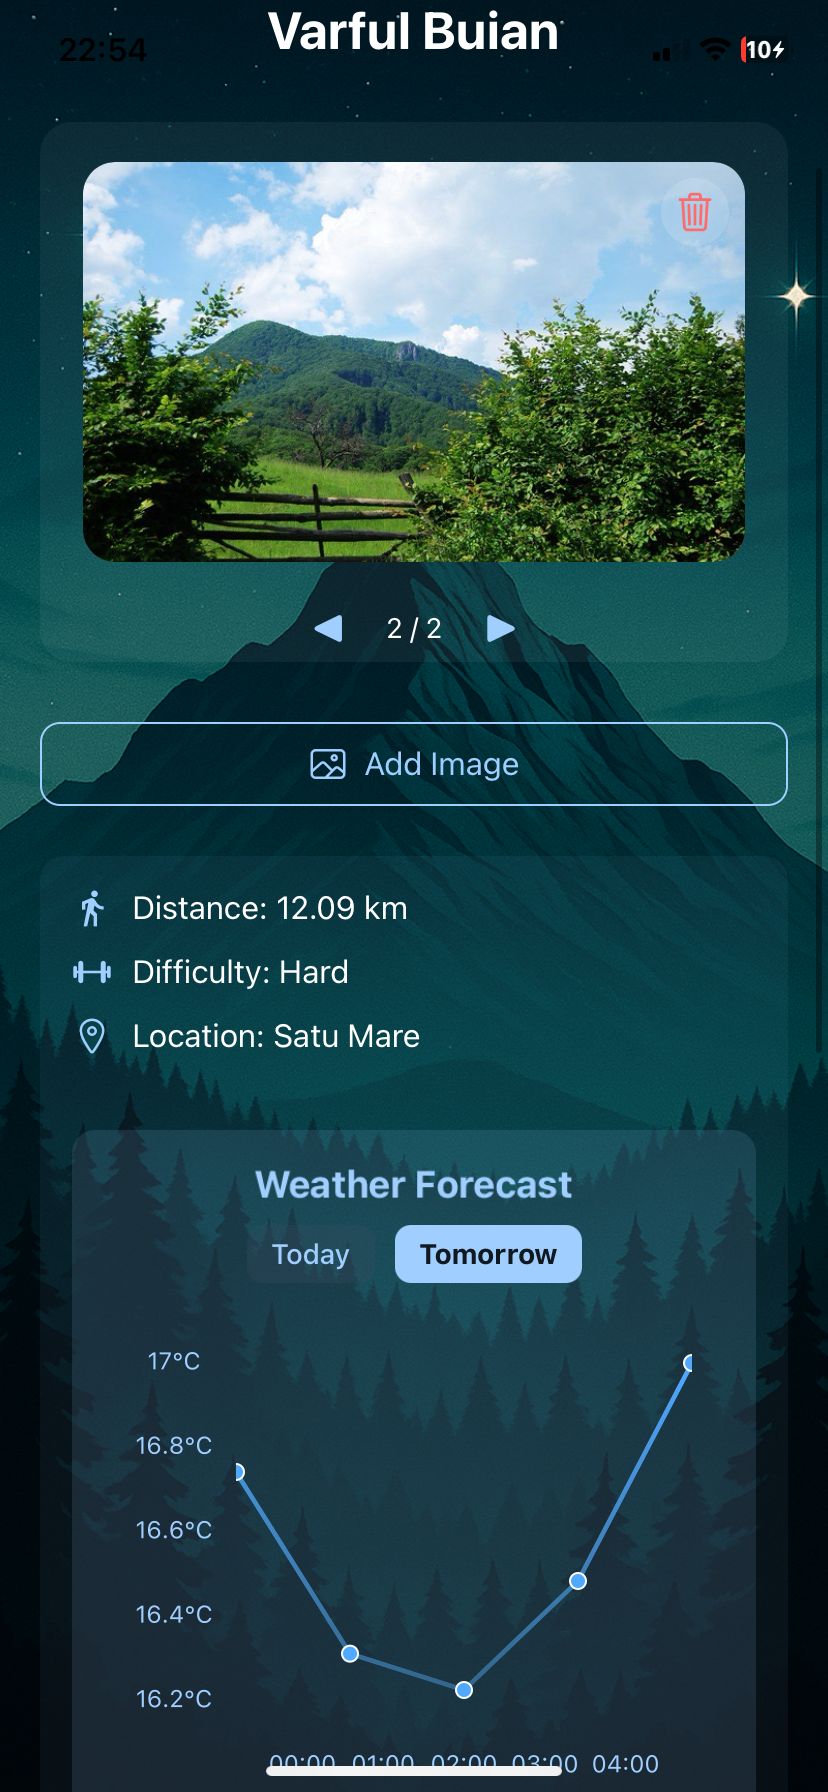 Varful Buian
22:54
10
2 / 2
Add Image
Distance: 12.09 km
Difficulty: Hard
Location: Satu Mare
Weather Forecast
Today Tomorrow
17°C
16.8°C
16.6°C
16.4°C
16.2°C
00:00 01:00 02:00 03:00 04:00